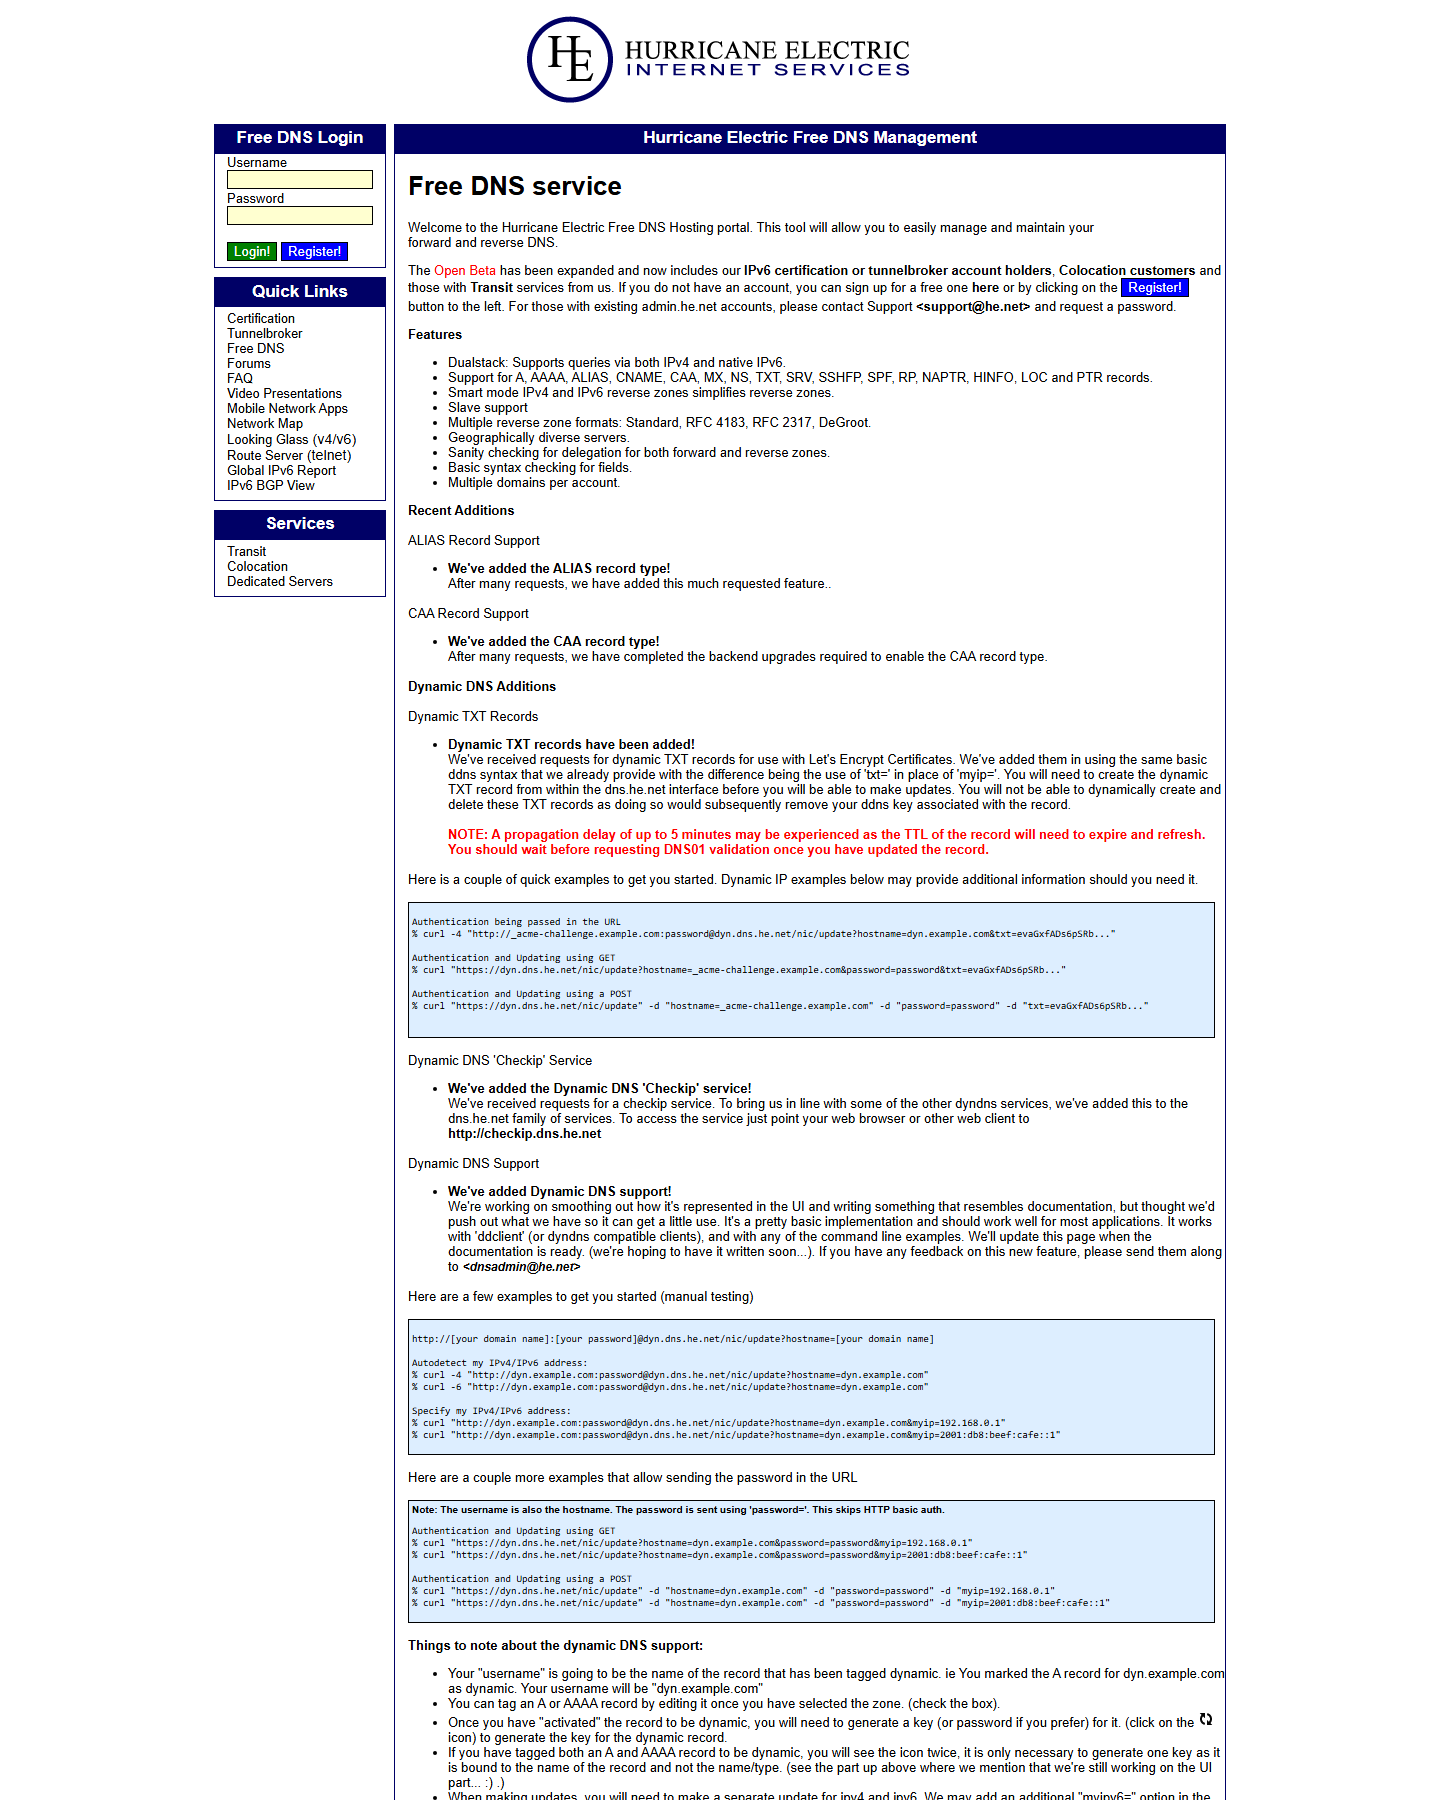 HE HURRICANE ELECTRIC
INTERNET SERVICES
Free DNS Login
Username
Password
Login! Register!
Quick Links
Certification
Tunnelbroker
Free DNS
Forums
FAQ
Video Presentations
Mobile Network Apps
Network Map
Looking Glass (v4/v6)
Route Server (telnet)
Global IPv6 Report
IPv6 BGP View
Services
Transit
Colocation
Dedicated Servers
Hurricane Electric Free DNS Management
Free DNS service
Welcome to the Hurricane Electric Free DNS Hosting portal. This tool will allow you to easily manage and maintain your
forward and reverse DNS.
The Open Beta has been expanded and now includes our IPv6 certification or tunnelbroker account holders, Colocation customers and
those with Transit services from us. If you do not have an account, you can sign up for a free one here or by clicking on the Register!
button to the left. For those with existing admin.he.net accounts, please contact Support <support@he.net> and request a password.
Features
• Dualstack: Supports queries via both IPv4 and native IPv6.
• Support for A, AAAA, ALIAS, CNAME, CAA, MX, NS, TXT, SRV, SSHFP, SPF, RP, NAPTR, HINFO, LOC and PTR records.
• Smart mode IPv4 and IPv6 reverse zones simplifies reverse zones.
• Slave support
• Multiple reverse zone formats: Standard, RFC 4183, RFC 2317, DeGroot.
• Geographically diverse servers.
• Sanity checking for delegation for both forward and reverse zones.
• Basic syntax checking for fields.
• Multiple domains per account.
Recent Additions
ALIAS Record Support
• We've added the ALIAS record type!
After many requests, we have added this much requested feature..
CAA Record Support
• We've added the CAA record type!
After many requests, we have completed the backend upgrades required to enable the CAA record type.
Dynamic DNS Additions
Dynamic TXT Records
• Dynamic TXT records have been added!
We've received requests for dynamic TXT records for use with Let's Encrypt Certificates. We've added them in using the same basic
ddns syntax that we already provide with the difference being the use of 'txt=' in place of 'myip='. You will need to create the dynamic
TXT record from within the dns.he.net interface before you will be able to make updates. You will not be able to dynamically create and
delete these TXT records as doing so would subsequently remove your ddns key associated with the record.
NOTE: A propagation delay of up to 5 minutes may be experienced as the TTL of the record will need to expire and refresh.
You should wait before requesting DNS01 validation once you have updated the record.
Here is a couple of quick examples to get you started. Dynamic IP examples below may provide additional information should you need it.
Authentication being passed in the URL
% curl -4 "http://_acme-challenge.example.com:password@dyn.dns.he.net/nic/update?hostname=dyn.example.com&txt=evaGxfADs6pSRb..."
Authentication and Updating using GET
% curl "https://dyn.dns.he.net/nic/update?hostname=_acme-challenge.example.com&password=password&txt=evaGxfADs6pSRb..."
Authentication and Updating using a POST
% curl "https://dyn.dns.he.net/nic/update" -d "hostname=_acme-challenge.example.com" -d "password=password" -d "txt=evaGxfADs6pSRb..."
Dynamic DNS 'Checkip' Service
• We've added the Dynamic DNS 'Checkip' service!
We've received requests for a checkip service. To bring us in line with some of the other dyndns services, we've added this to the
dns.he.net family of services. To access the service just point your web browser or other web client to
http://checkip.dns.he.net
Dynamic DNS Support
• We've added Dynamic DNS support!
We're working on smoothing out how it's represented in the UI and writing something that resembles documentation, but thought we'd
push out what we have so it can get a little use. It's a pretty basic implementation and should work well for most applications. It works
with 'ddclient' (or dyndns compatible clients), and with any of the command line examples. We'll update this page when the
documentation is ready. (we're hoping to have it written soon...). If you have any feedback on this new feature, please send them along
to <dnsadmin@he.net>
Here are a few examples to get you started (manual testing)
http://[your domain name]:[your password]@dyn.dns.he.net/nic/update?hostname=[your domain name]
Autodetect my IPv4/IPv6 address:
% curl -4 "http://dyn.example.com:password@dyn.dns.he.net/nic/update?hostname=dyn.example.com"
% curl -6 "http://dyn.example.com:password@dyn.dns.he.net/nic/update?hostname=dyn.example.com"
Specify my IPv4/IPv6 address:
% curl "http://dyn.example.com:password@dyn.dns.he.net/nic/update?hostname=dyn.example.com&myip=192.168.0.1"
% curl "http://dyn.example.com:password@dyn.dns.he.net/nic/update?hostname=dyn.example.com&myip=2001:db8:beef:cafe::1"
Here are a couple more examples that allow sending the password in the URL
Note: The username is also the hostname. The password is sent using 'password='. This skips HTTP basic auth.
Authentication and Updating using GET
% curl "https://dyn.dns.he.net/nic/update?hostname=dyn.example.com&password=password&myip=192.168.0.1"
% curl "https://dyn.dns.he.net/nic/update?hostname=dyn.example.com&password=password&myip=2001:db8:beef:cafe::1"
Authentication and Updating using a POST
% curl "https://dyn.dns.he.net/nic/update" -d "hostname=dyn.example.com" -d "password=password" -d "myip=192.168.0.1"
% curl "https://dyn.dns.he.net/nic/update" -d "hostname=dyn.example.com" -d "password=password" -d "myip=2001:db8:beef:cafe::1"
Things to note about the dynamic DNS support:
• Your "username" is going to be the name of the record that has been tagged dynamic. ie You marked the A record for dyn.example.com
as dynamic. Your username will be "dyn.example.com"
• You can tag an A or AAAA record by editing it once you have selected the zone. (check the box).
• Once you have "activated" the record to be dynamic, you will need to generate a key (or password if you prefer) for it. (click on the
icon) to generate the key for the dynamic record.
• If you have tagged both an A and AAAA record to be dynamic, you will see the icon twice, it is only necessary to generate one key as it
is bound to the name of the record and not the name/type. (see the part up above where we mention that we're still working on the UI
part... :) .)
• When making updates, you will need to make a separate update for ipv4 and ipv6. We may add an additional "myipv6=" option in the